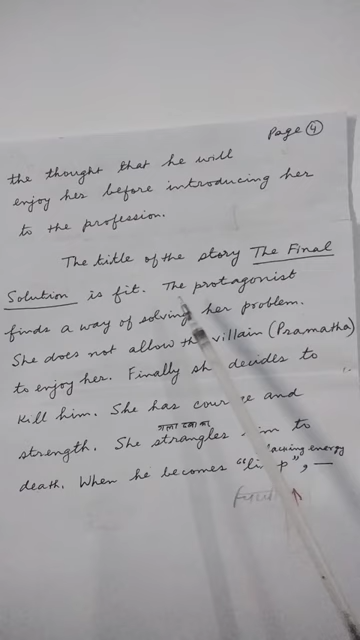 Page 4
the thought that he will
enjoy her before introducing her
to the profession.
The title of the story The Final
Solution is fit. The protagonist
finds a way of solving her problem.
She does not allow the villain (Pramatha)
to enjoy her. Finally she decides to
kill him. She has courage and
strength. She strangles him to
गला दबाकर
lacking energy
death. When he becomes "limp", —